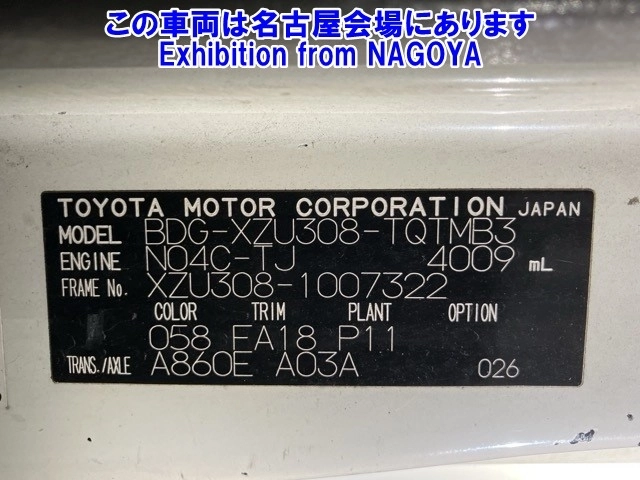 この車両は名古屋会場にあります
Exhibition from NAGOYA
TOYOTA MOTOR CORPORATION JAPAN
MODEL BDG-XZU308-TQTMB3
ENGINE N04C-TJ 4009 mL
FRAME No. XZU308-1007322
COLOR TRIM PLANT OPTION
058 FA18 P11
TRANS./AXLE A860E A03A 026